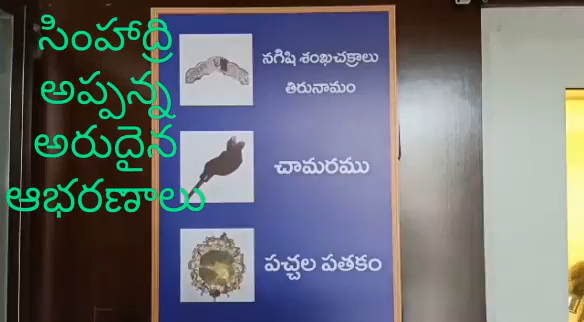 సింహాద్రి
అప్పన్న
అరుదైన
ఆభరణాలు
నగిషి శంఖచక్రాలు
తిరునామం
చామరము
పచ్చల పతకం